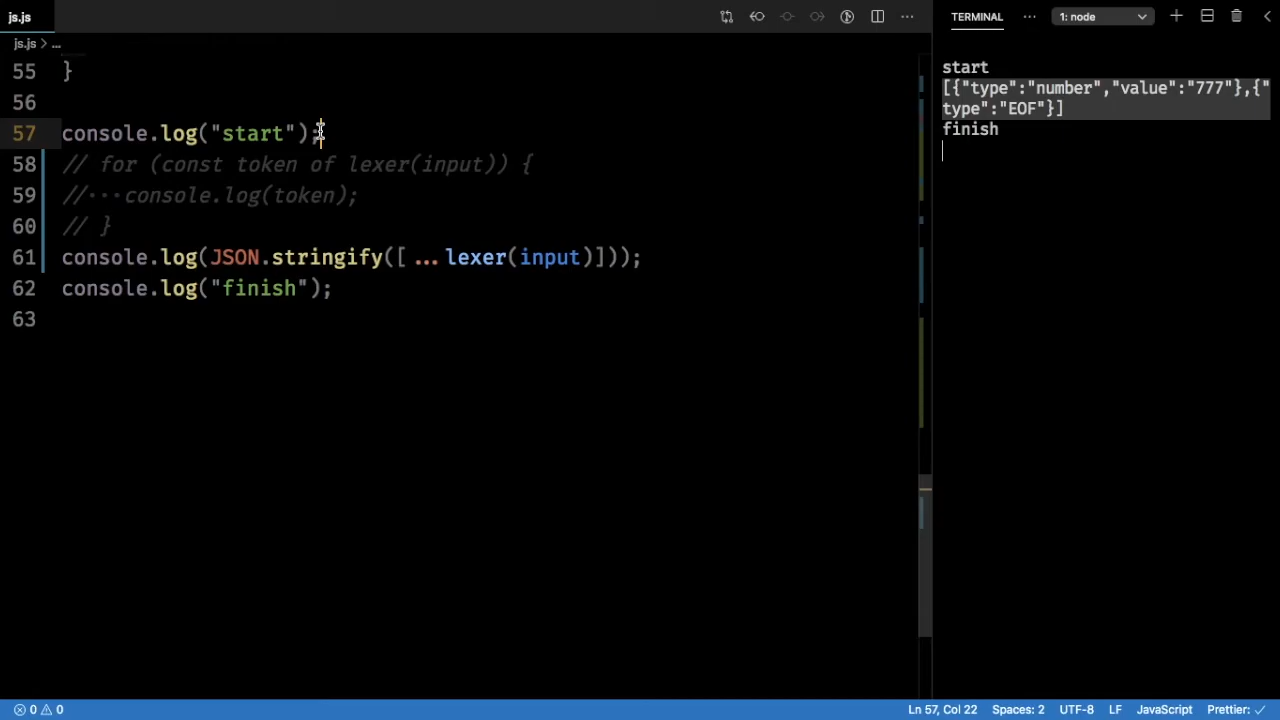 js.js
js.js > ...
55 }
56
57 console.log("start");
58 // for (const token of lexer(input)) {
59 //···console.log(token);
60 // }
61 console.log(JSON.stringify([...lexer(input)]));
62 console.log("finish");
63
TERMINAL ··· 1: node
start
[{"type":"number","value":"777"},{"
type":"EOF"}]
finish
0 0 Ln 57, Col 22 Spaces: 2 UTF-8 LF JavaScript Prettier: ✓